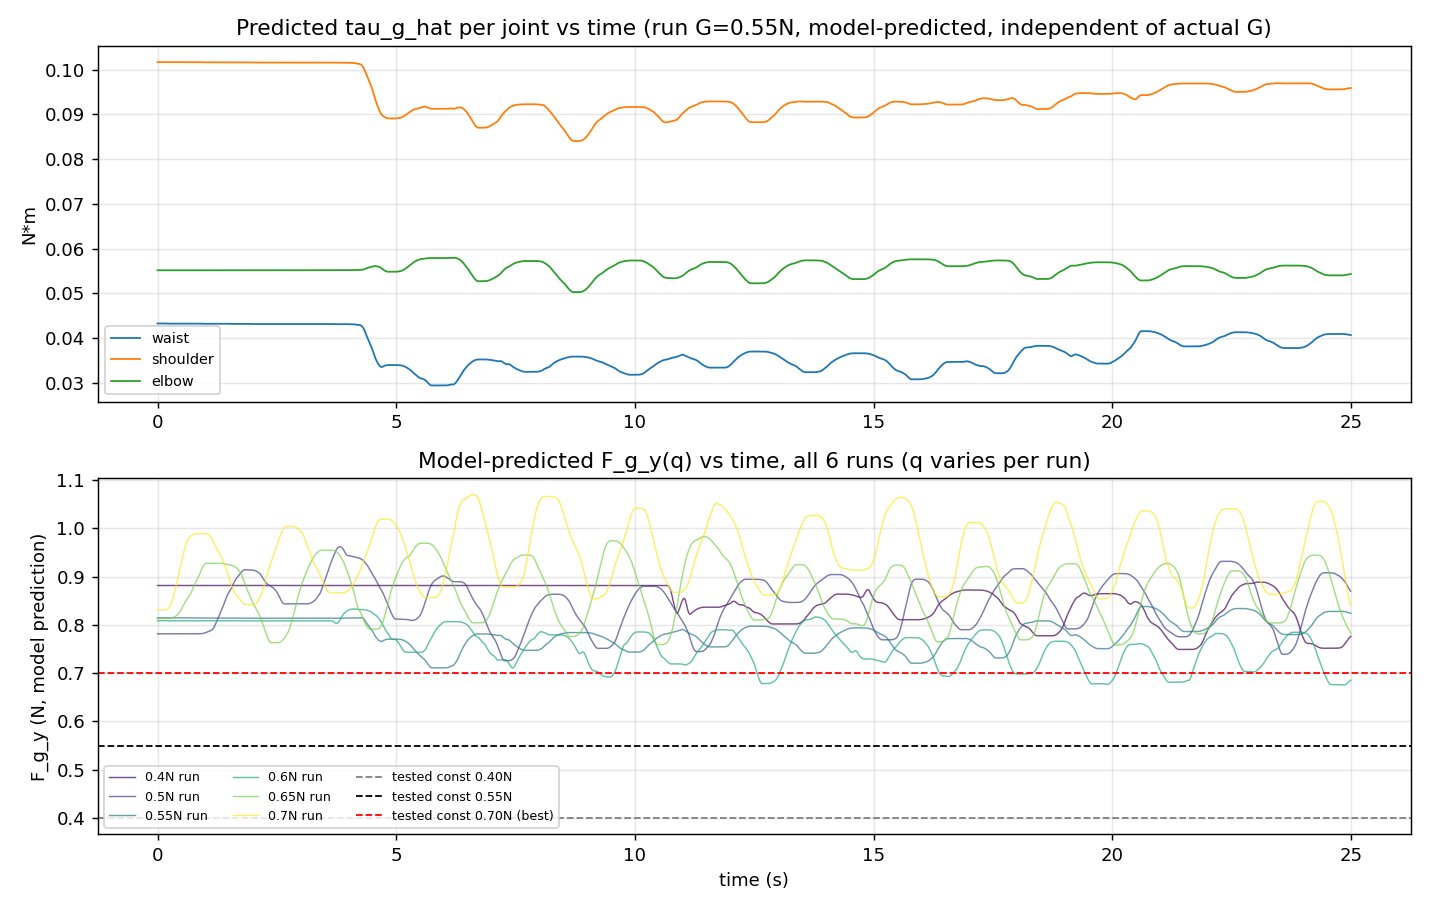 Predicted tau_g_hat per joint vs time (run G=0.55N, model-predicted, independent of actual G)
N*m
0.10
0.09
0.08
0.07
0.06
0.05
0.04
0.03
waist
shoulder
elbow
0 5 10 15 20 25
Model-predicted F_g_y(q) vs time, all 6 runs (q varies per run)
F_g_y (N, model prediction)
1.1
1.0
0.9
0.8
0.7
0.6
0.5
0.4
0.4N run 0.6N run tested const 0.40N
0.5N run 0.65N run tested const 0.55N
0.55N run 0.7N run tested const 0.70N (best)
0 5 10 15 20 25
time (s)